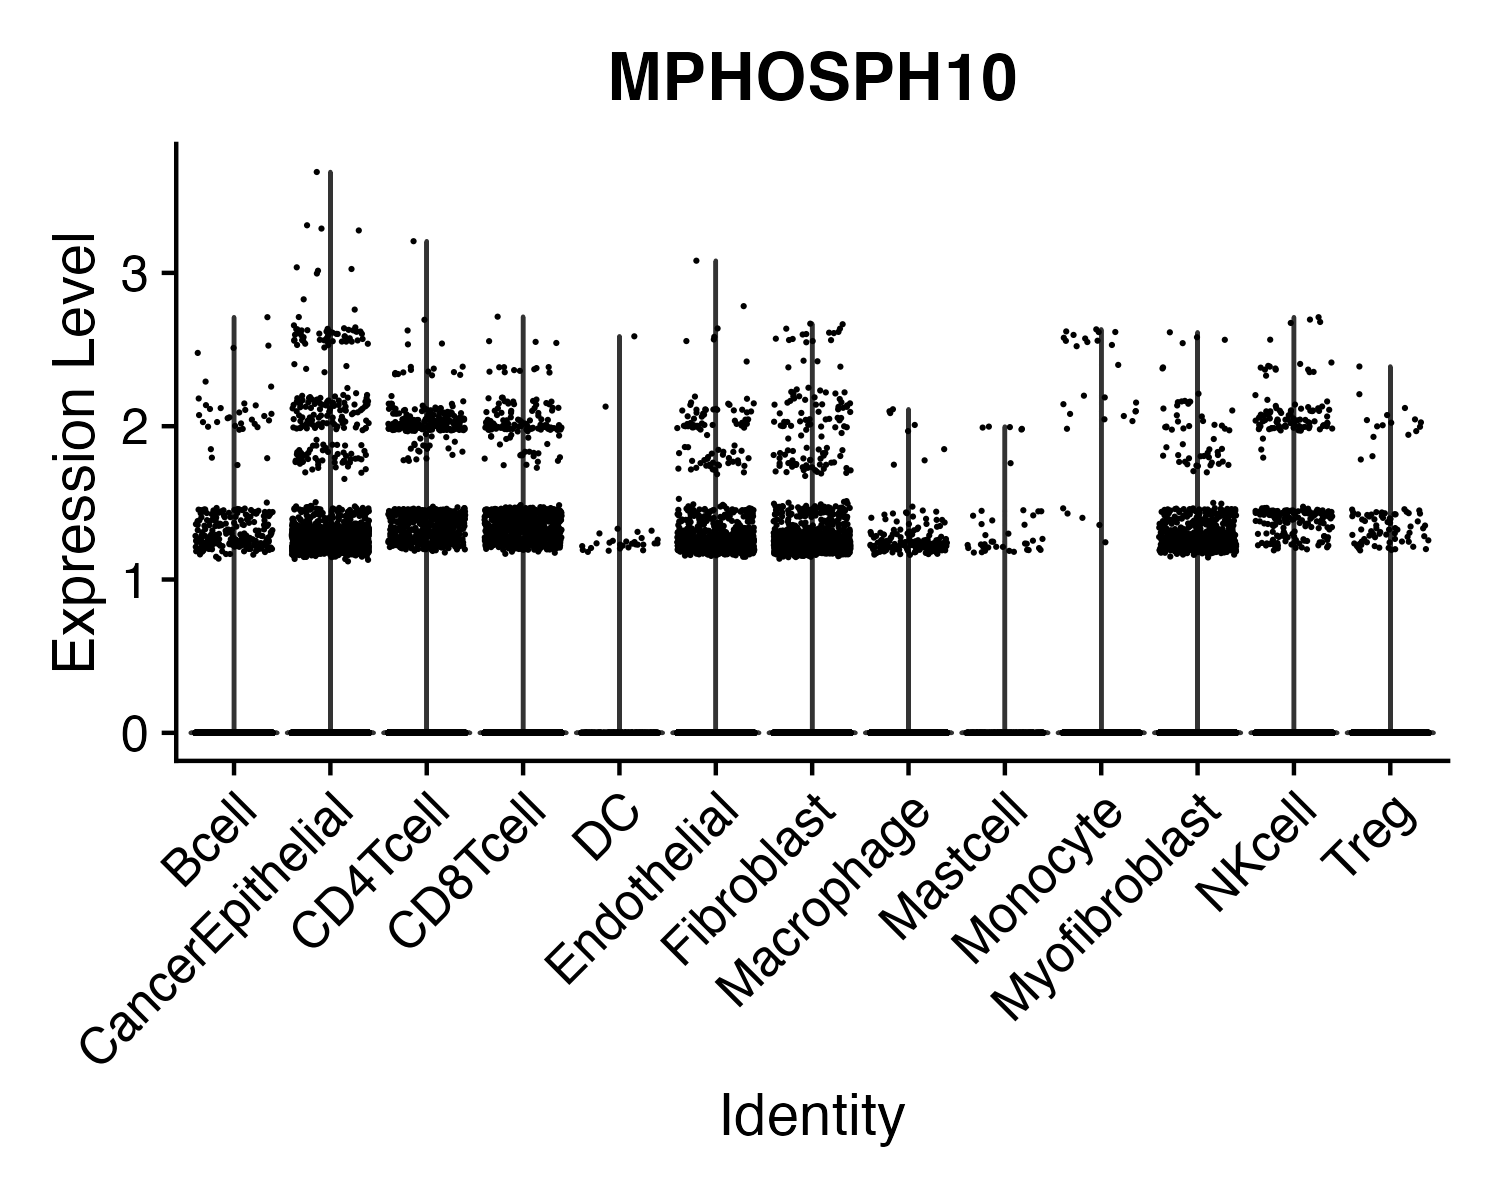 MPHOSPH10
Expression Level
3
2
1
0
Bcell
CancerEpithelial
CD4Tcell
CD8Tcell
DC
Endothelial
Fibroblast
Macrophage
Mastcell
Monocyte
Myofibroblast
NKcell
Treg
Identity